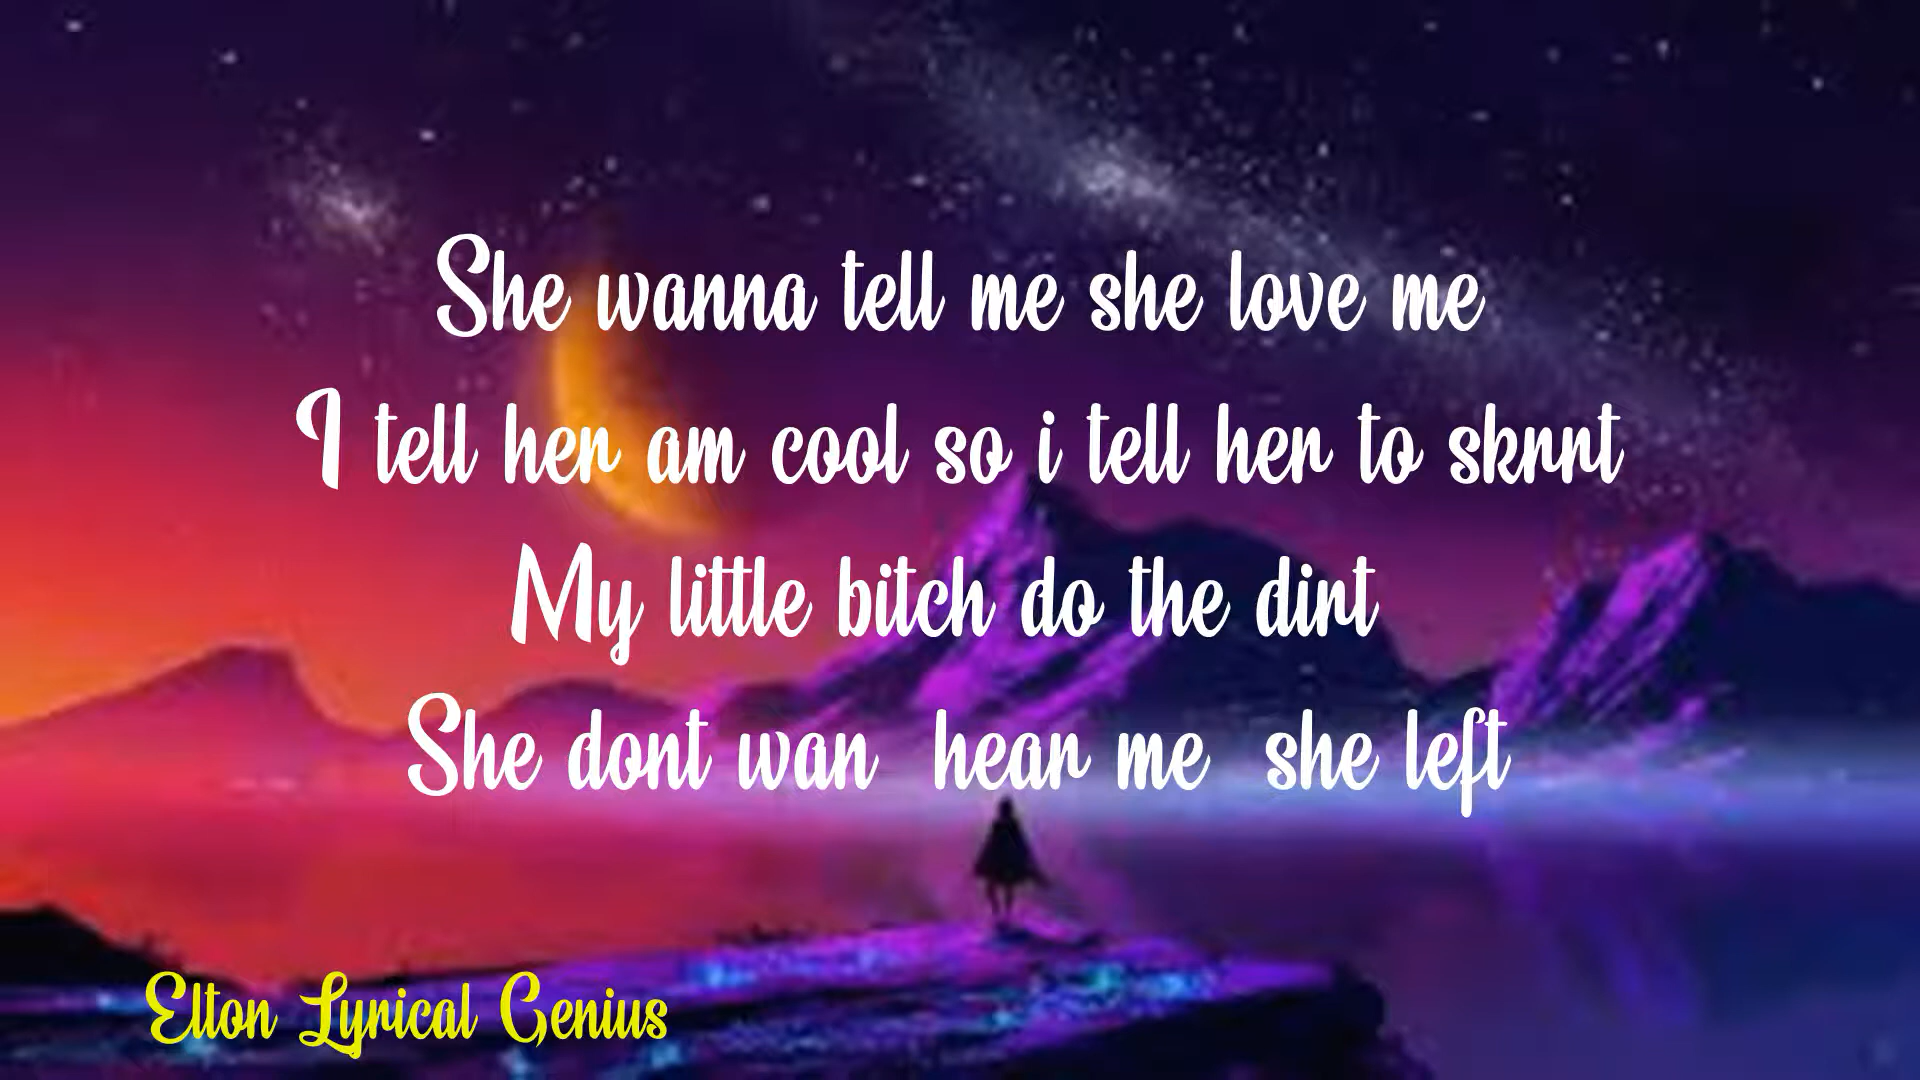 She wanna tell me she love me
I tell her am cool so i tell her to skrrt
My little bitch do the dirt
She dont wan  hear me  she left
Elton Lyrical Genius